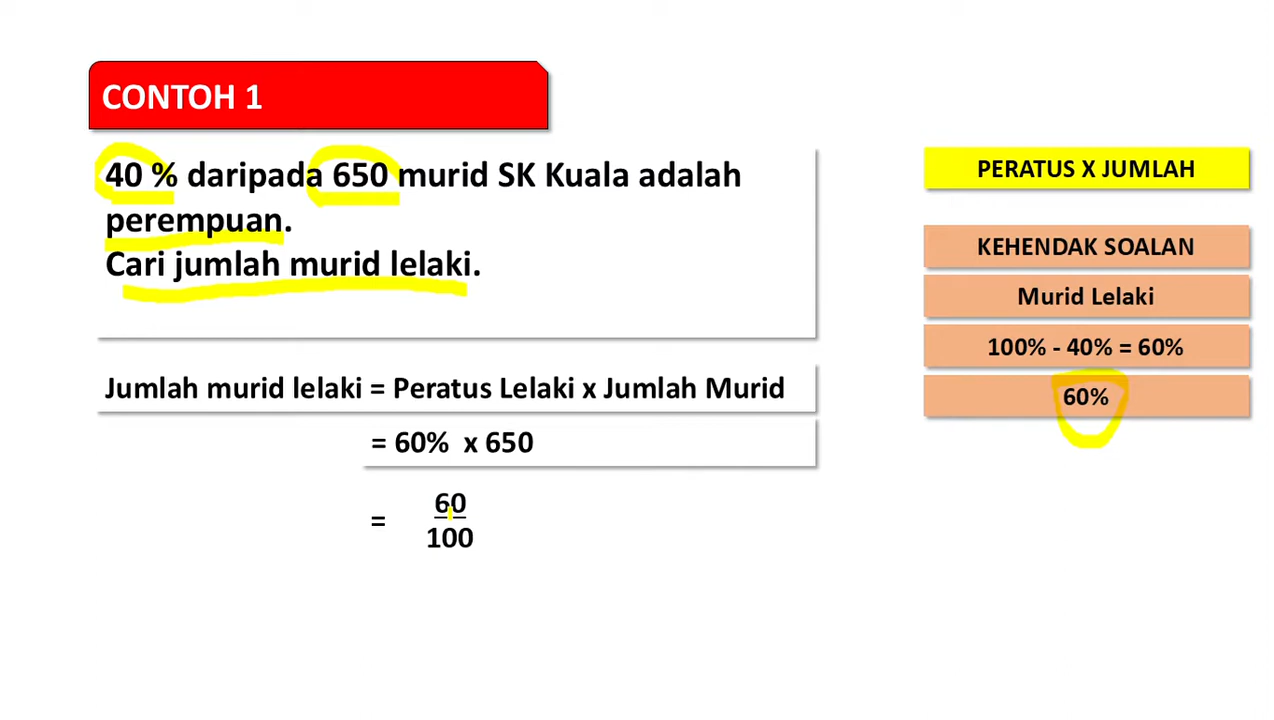 CONTOH 1
40 % daripada 650 murid SK Kuala adalah
perempuan.
Cari jumlah murid lelaki.
Jumlah murid lelaki = Peratus Lelaki x Jumlah Murid
= 60% x 650
= 60
100
PERATUS X JUMLAH
KEHENDAK SOALAN
Murid Lelaki
100% - 40% = 60%
60%